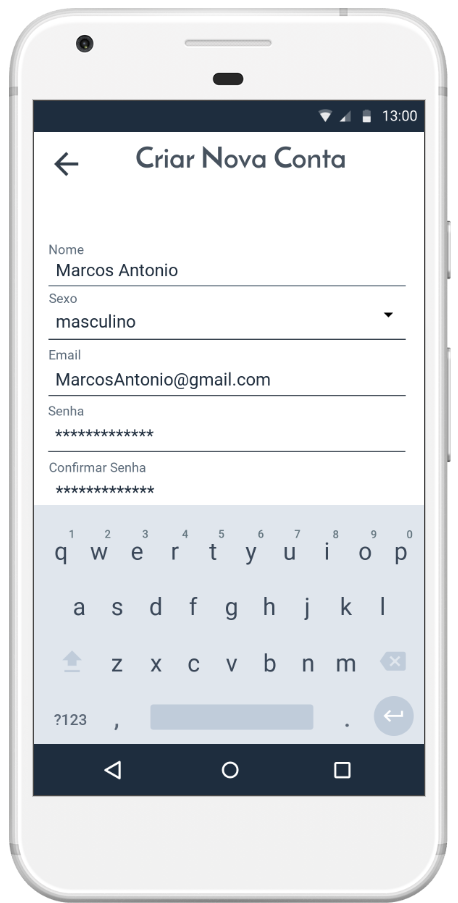 13:00
Criar Nova Conta
Nome
Marcos Antonio
Sexo
masculino
Email
MarcosAntonio@gmail.com
Senha
*************
Confirmar Senha
*************
1 2 3 4 5 6 7 8 9 0
q w e r t y u i o p
a s d f g h j k l
z x c v b n m
?123 , .